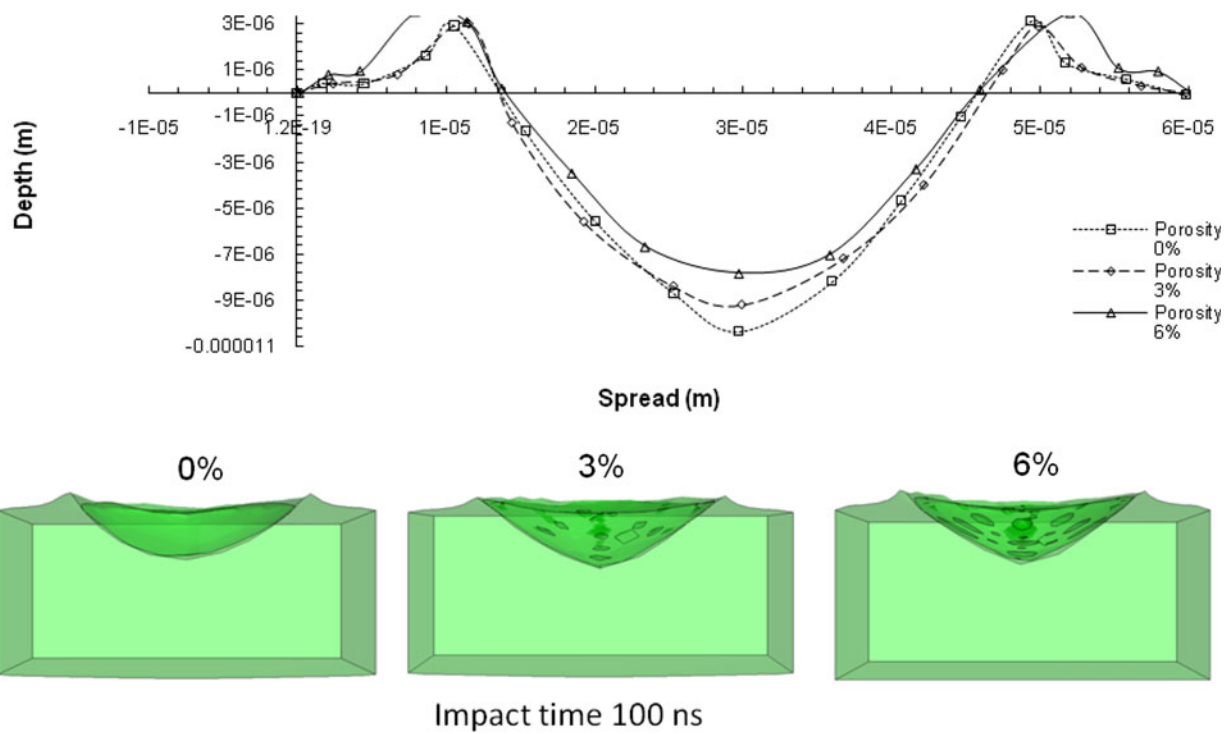 3E-06
1E-06
-1E-05 1.2E-19 1E-05 2E-05 3E-05 4E-05 5E-05 6E-05
-1E-06
-3E-06
-5E-06
-7E-06
-9E-06
-0.000011
Depth (m)
Porosity
0%
Porosity
3%
Porosity
6%
Spread (m)
0% 3% 6%
Impact time 100 ns